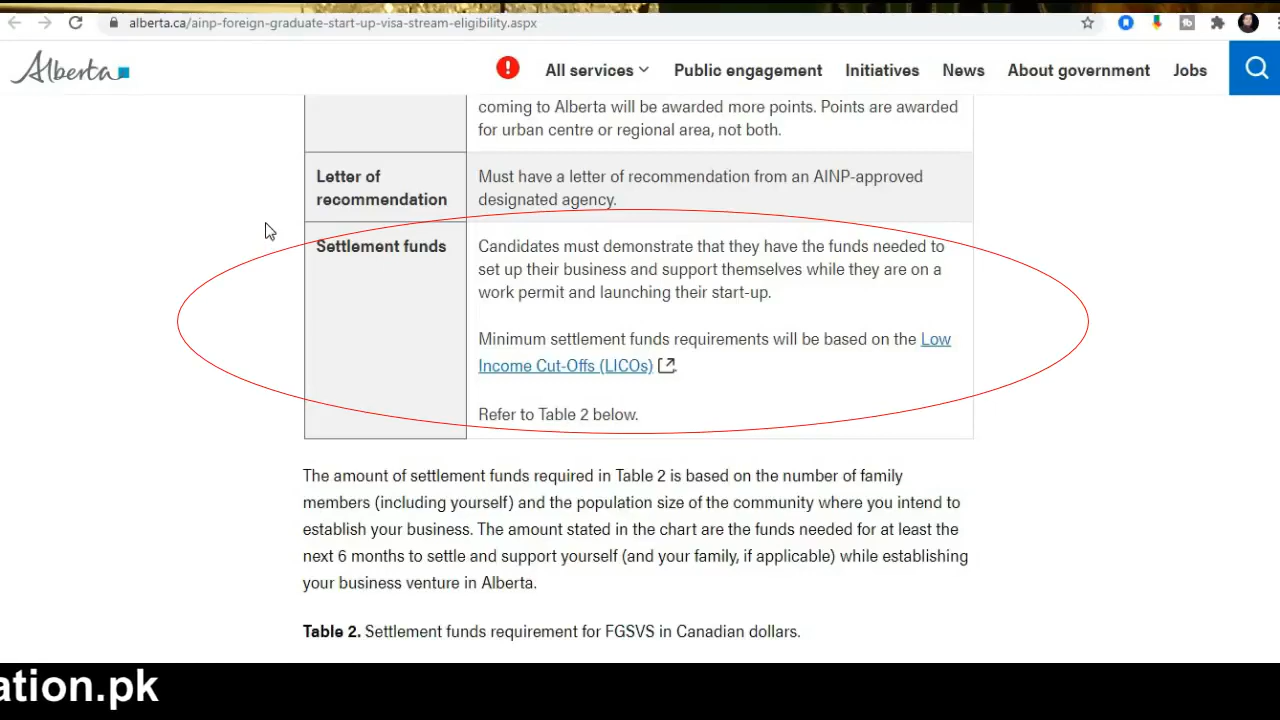 alberta.ca/ainp-foreign-graduate-start-up-visa-stream-eligibility.aspx
Alberta
All services
Public engagement
Initiatives
News
About government
Jobs
coming to Alberta will be awarded more points. Points are awarded
for urban centre or regional area, not both.
Letter of
recommendation
Must have a letter of recommendation from an AINP-approved
designated agency.
Settlement funds
Candidates must demonstrate that they have the funds needed to
set up their business and support themselves while they are on a
work permit and launching their start-up.
Minimum settlement funds requirements will be based on the Low
Income Cut-Offs (LICOs).
Refer to Table 2 below.
The amount of settlement funds required in Table 2 is based on the number of family
members (including yourself) and the population size of the community where you intend to
establish your business. The amount stated in the chart are the funds needed for at least the
next 6 months to settle and support yourself (and your family, if applicable) while establishing
your business venture in Alberta.
Table 2. Settlement funds requirement for FGSVS in Canadian dollars.
ation.pk